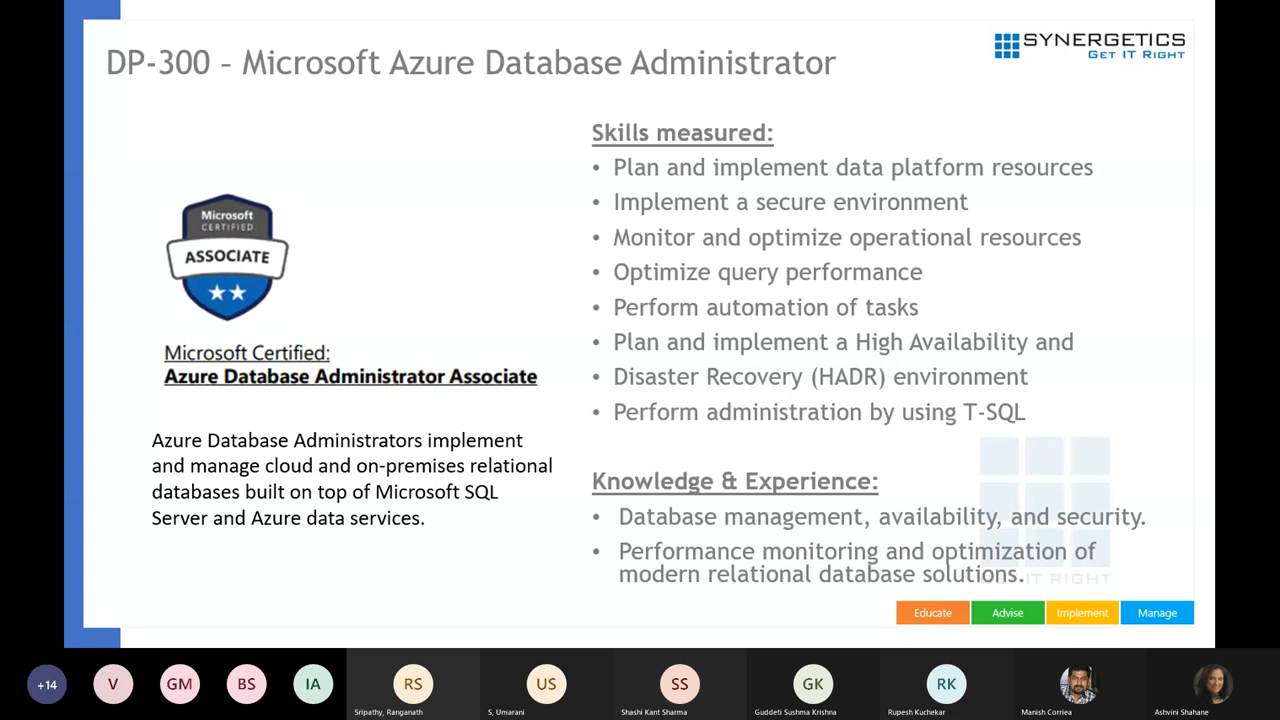 DP-300 – Microsoft Azure Database Administrator
SYNERGETICS
GET IT RIGHT
Microsoft
CERTIFIED
ASSOCIATE
Microsoft Certified:
Azure Database Administrator Associate
Azure Database Administrators implement
and manage cloud and on-premises relational
databases built on top of Microsoft SQL
Server and Azure data services.
Skills measured:
• Plan and implement data platform resources
• Implement a secure environment
• Monitor and optimize operational resources
• Optimize query performance
• Perform automation of tasks
• Plan and implement a High Availability and
• Disaster Recovery (HADR) environment
• Perform administration by using T-SQL
Knowledge & Experience:
• Database management, availability, and security.
• Performance monitoring and optimization of
modern relational database solutions.
IT RIGHT
Educate
Advise
Implement
Manage
+14
V
GM
BS
IA
RS
US
SS
GK
RK
Sripathy, Ranganath
S, Umarani
Shashi Kant Sharma
Guddeti Sushma Krishna
Rupesh Kuchekar
Manish Corriea
Ashvini Shahane